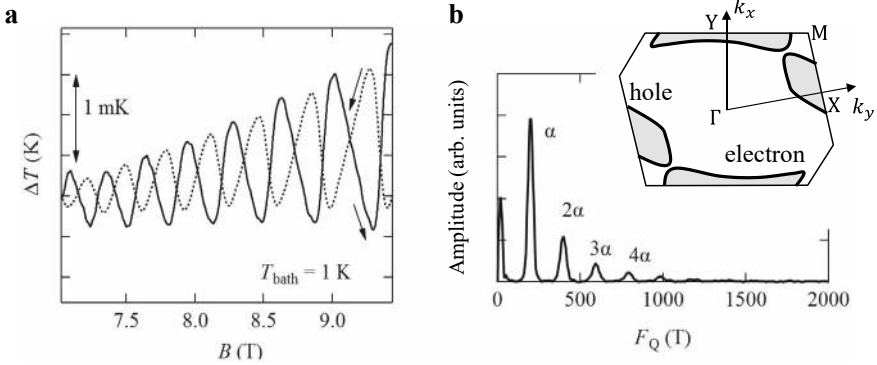 a
ΔT (K)
1 mK
T_bath = 1 K
7.5 8.0 8.5 9.0
B (T)
b
Amplitude (arb. units)
α
2α
3α
4α
0 500 1000 1500 2000
F_Q (T)
k_x
Y
M
hole
Γ
X
k_y
electron